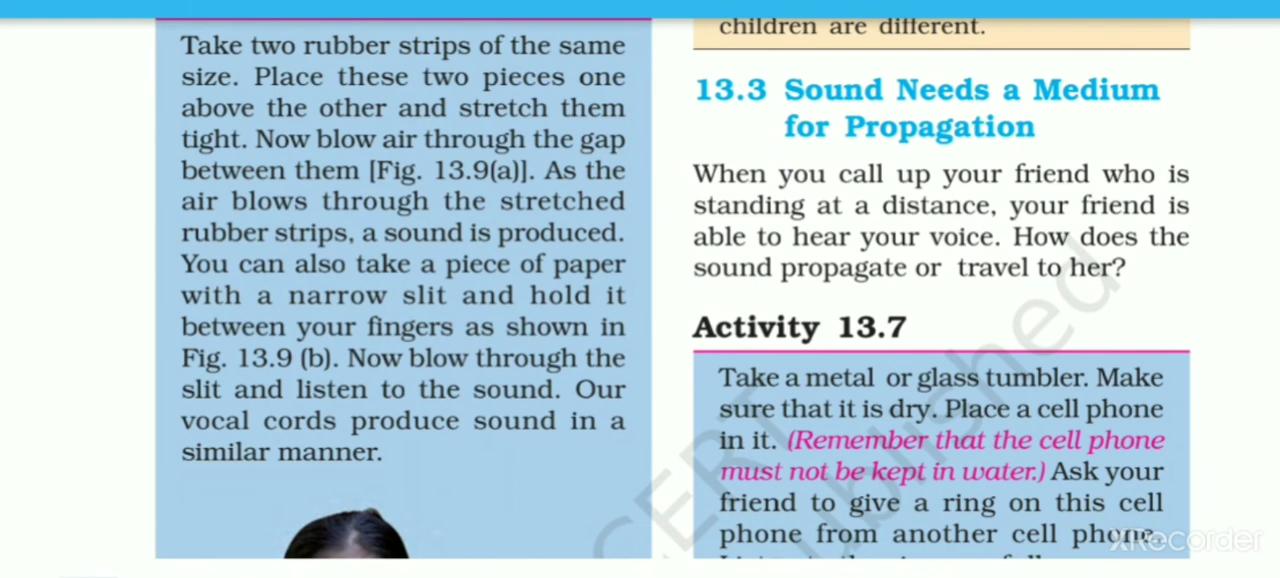 Take two rubber strips of the same
size. Place these two pieces one
above the other and stretch them
tight. Now blow air through the gap
between them [Fig. 13.9(a)]. As the
air blows through the stretched
rubber strips, a sound is produced.
You can also take a piece of paper
with a narrow slit and hold it
between your fingers as shown in
Fig. 13.9 (b). Now blow through the
slit and listen to the sound. Our
vocal cords produce sound in a
similar manner.
children are different.
13.3 Sound Needs a Medium
for Propagation
When you call up your friend who is
standing at a distance, your friend is
able to hear your voice. How does the
sound propagate or travel to her?
Activity 13.7
Take a metal or glass tumbler. Make
sure that it is dry. Place a cell phone
in it. (Remember that the cell phone
must not be kept in water.) Ask your
friend to give a ring on this cell
phone from another cell phone.
XRecorder